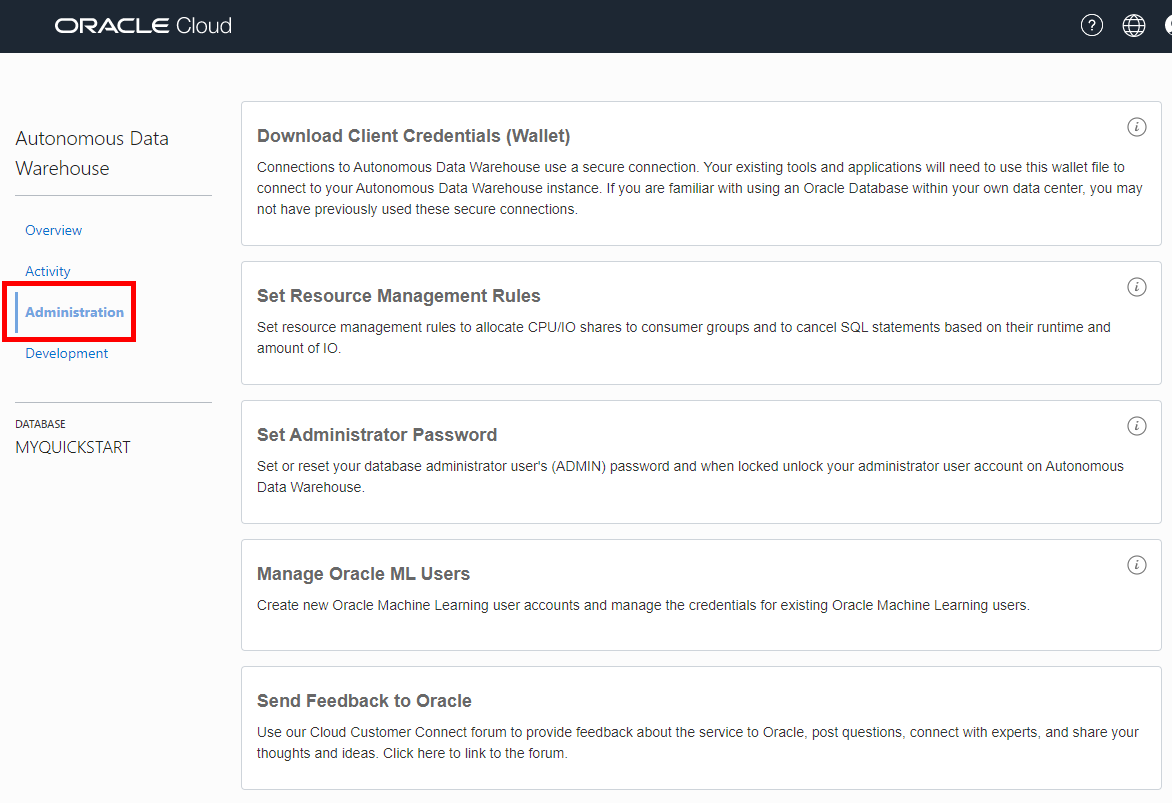 ORACLE Cloud
Autonomous Data
Warehouse
Overview
Activity
Administration
Development
DATABASE
MYQUICKSTART
Download Client Credentials (Wallet)
Connections to Autonomous Data Warehouse use a secure connection. Your existing tools and applications will need to use this wallet file to
connect to your Autonomous Data Warehouse instance. If you are familiar with using an Oracle Database within your own data center, you may
not have previously used these secure connections.
Set Resource Management Rules
Set resource management rules to allocate CPU/IO shares to consumer groups and to cancel SQL statements based on their runtime and
amount of IO.
Set Administrator Password
Set or reset your database administrator user's (ADMIN) password and when locked unlock your administrator user account on Autonomous
Data Warehouse.
Manage Oracle ML Users
Create new Oracle Machine Learning user accounts and manage the credentials for existing Oracle Machine Learning users.
Send Feedback to Oracle
Use our Cloud Customer Connect forum to provide feedback about the service to Oracle, post questions, connect with experts, and share your
thoughts and ideas. Click here to link to the forum.